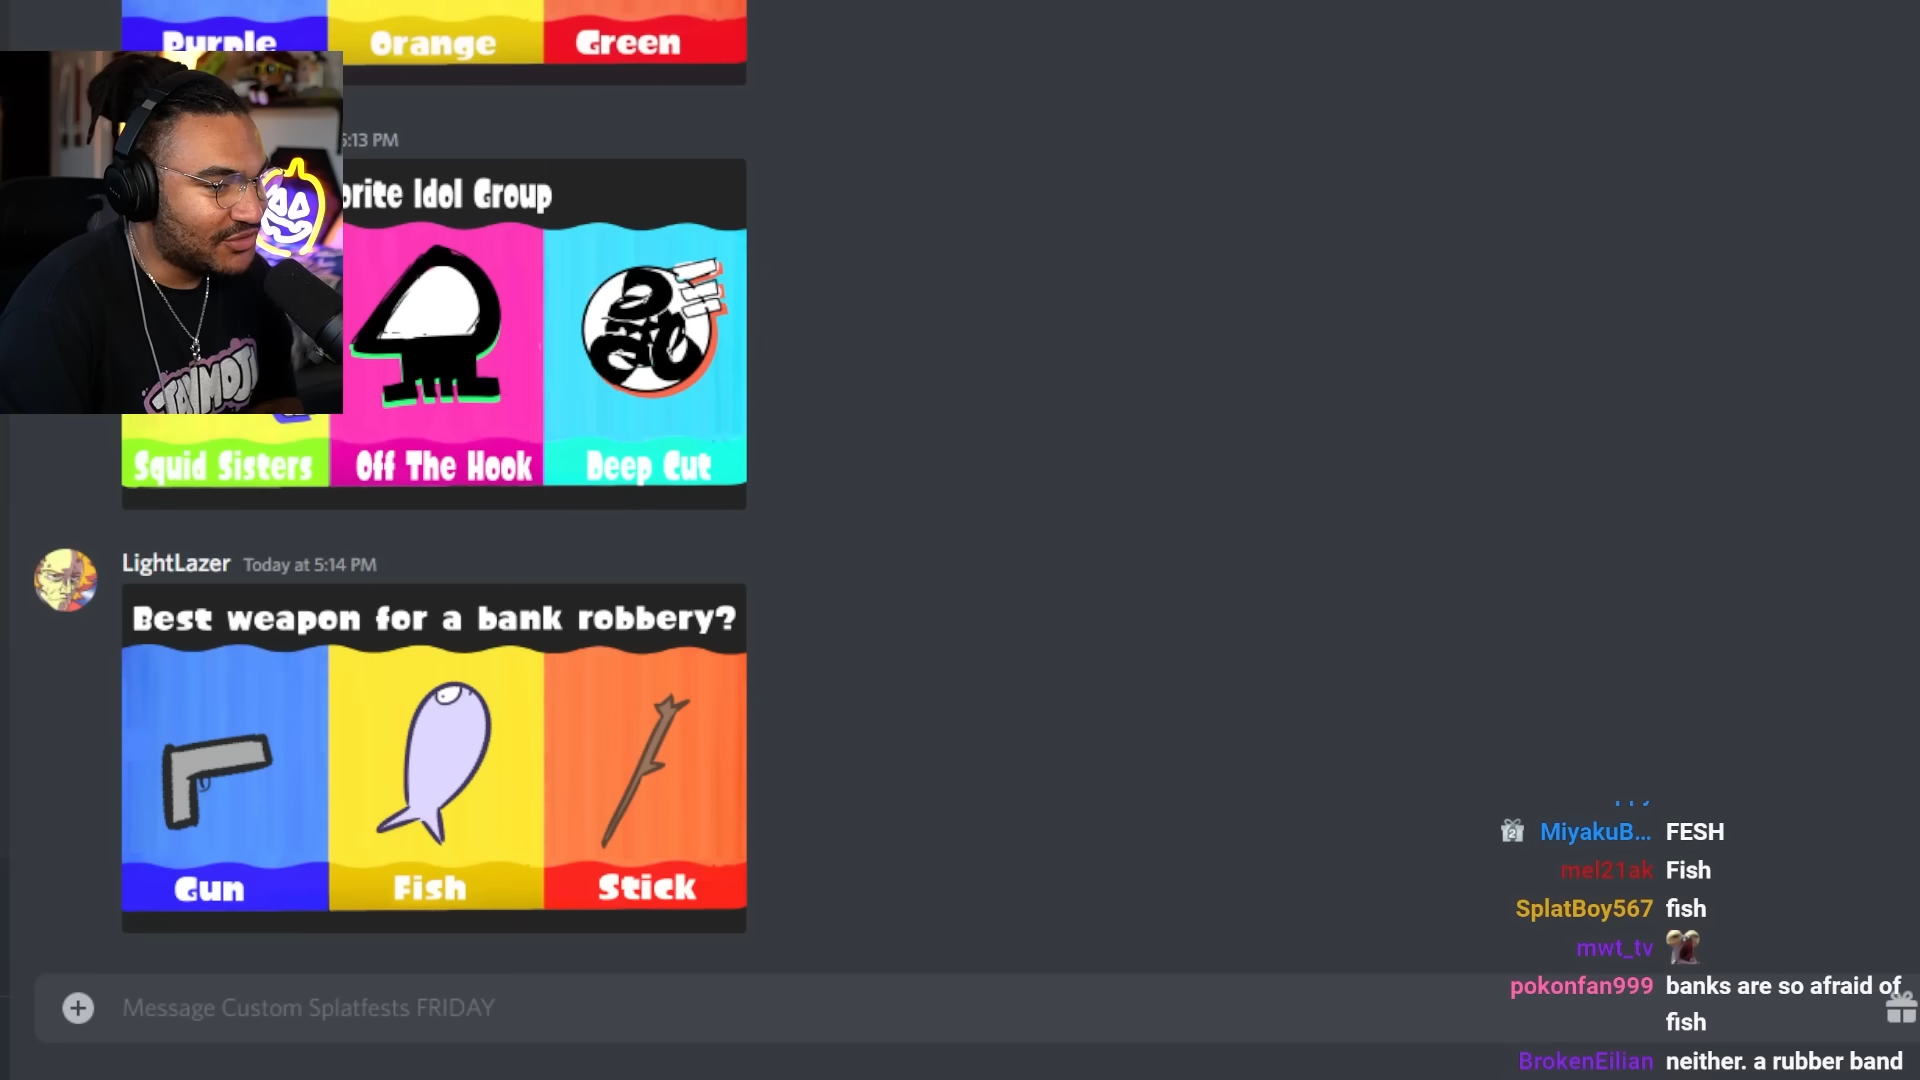 Purple Orange Green
5:13 PM
orite Idol Group
Squid Sisters Off The Hook Deep Cut
LightLazer Today at 5:14 PM
Best weapon for a bank robbery?
Gun Fish Stick
Message Custom Splatfests FRIDAY
MiyakuB... FESH
mel21ak Fish
SplatBoy567 fish
mwt_tv
pokonfan999 banks are so afraid of
fish
BrokenEilian neither. a rubber band